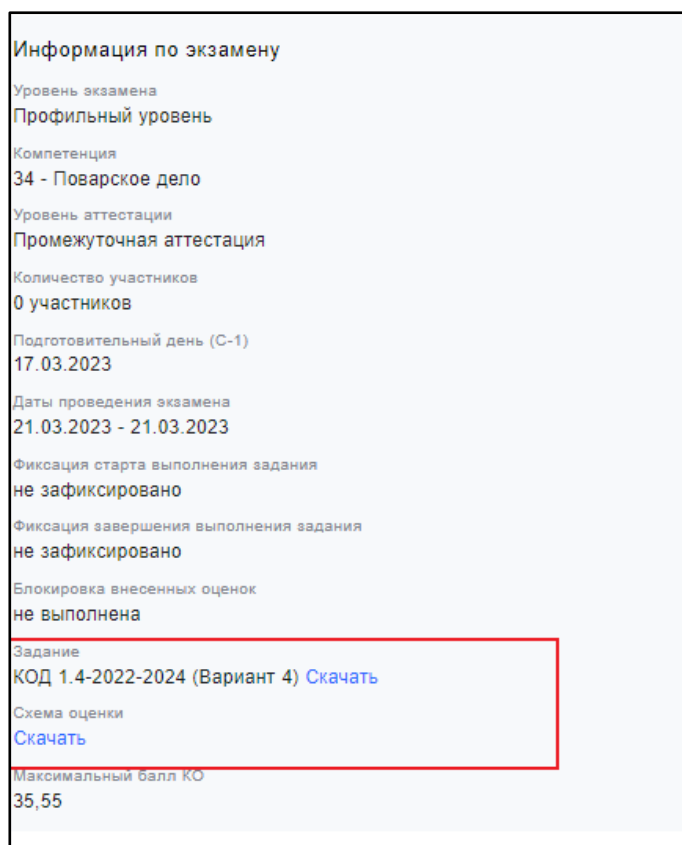 Информация по экзамену
Уровень экзамена
Профильный уровень
Компетенция
34 - Поварское дело
Уровень аттестации
Промежуточная аттестация
Количество участников
0 участников
Подготовительный день (С-1)
17.03.2023
Даты проведения экзамена
21.03.2023 - 21.03.2023
Фиксация старта выполнения задания
не зафиксировано
Фиксация завершения выполнения задания
не зафиксировано
Блокировка внесенных оценок
не выполнена
Задание
КОД 1.4-2022-2024 (Вариант 4) Скачать
Схема оценки
Скачать
Максимальный балл КО
35,55